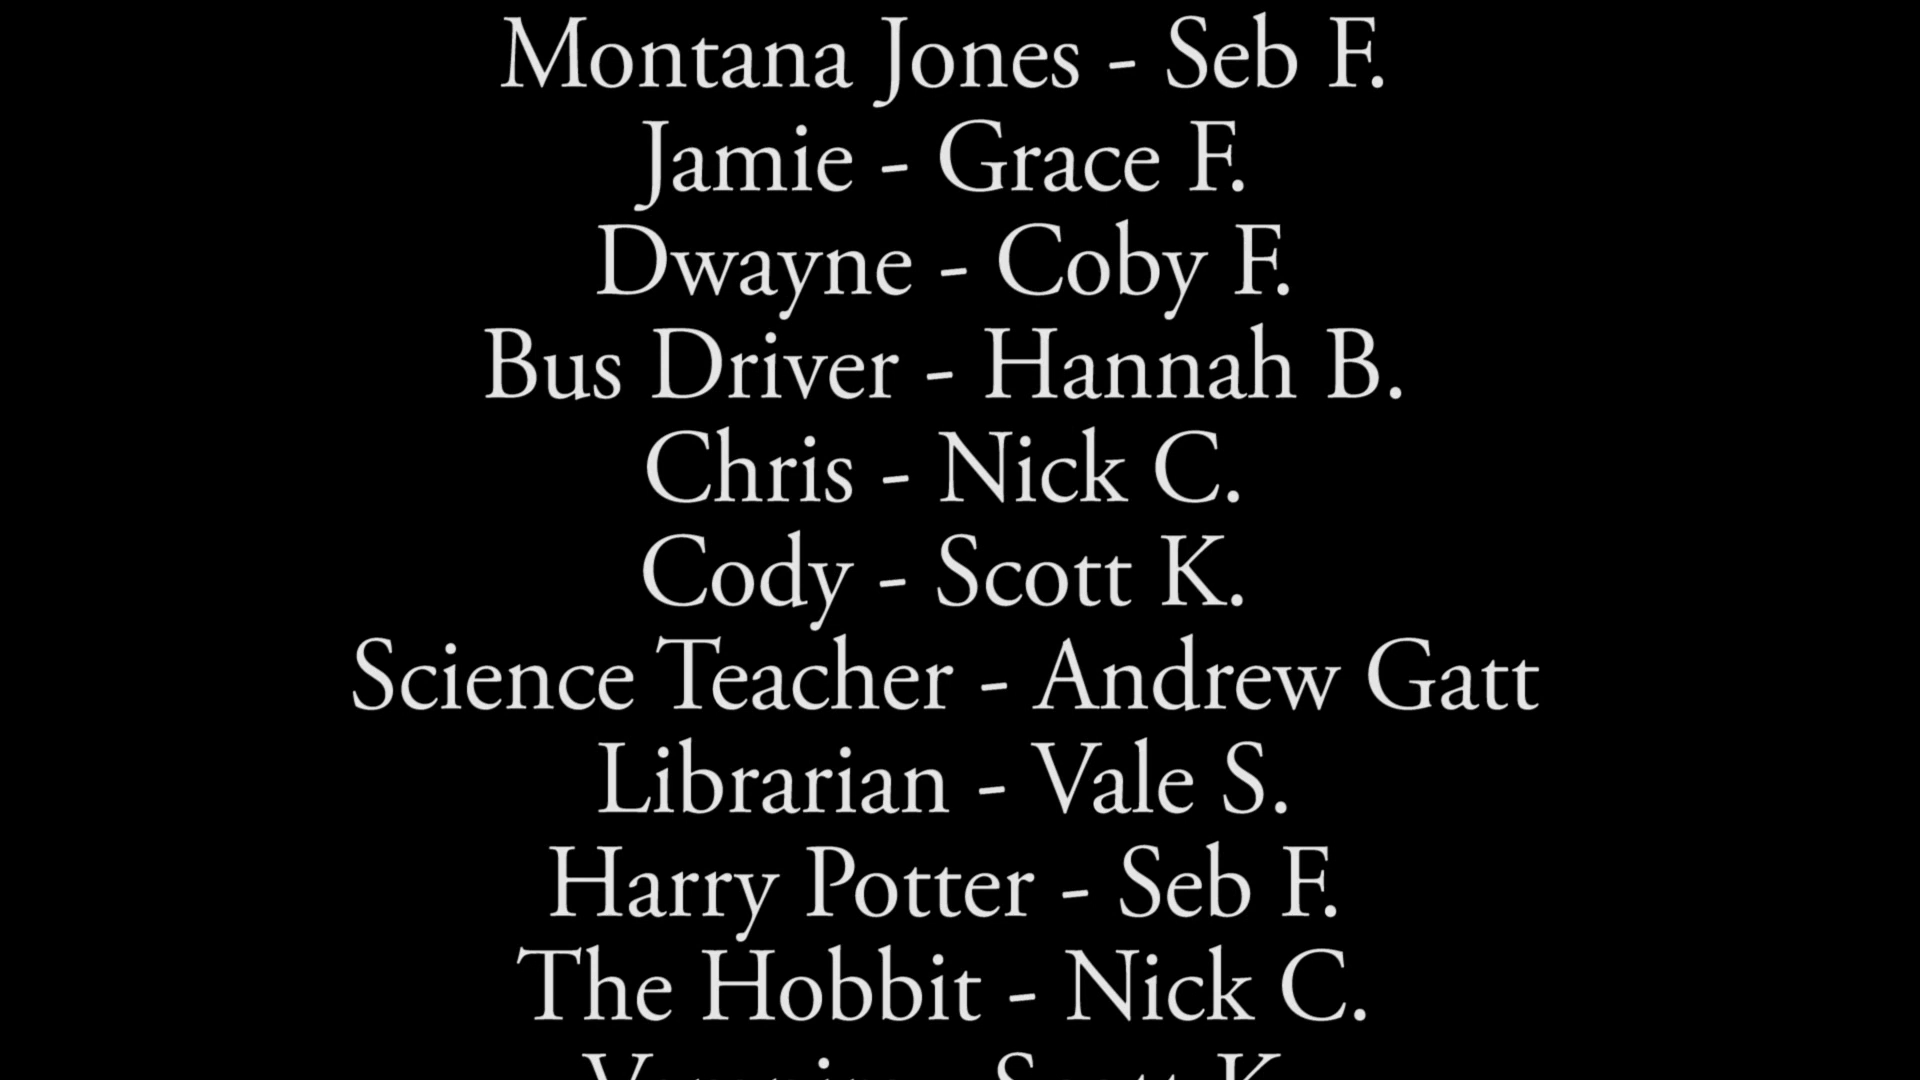 Montana Jones - Seb F.
Jamie - Grace F.
Dwayne - Coby F.
Bus Driver - Hannah B.
Chris - Nick C.
Cody - Scott K.
Science Teacher - Andrew Gatt
Librarian - Vale S.
Harry Potter - Seb F.
The Hobbit - Nick C.